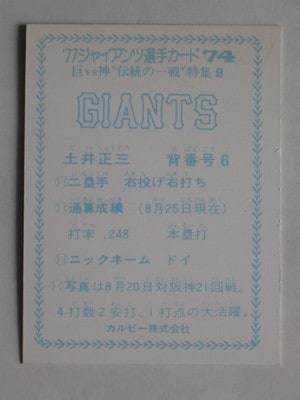 '77ジャイアンツ選手カード 74
巨vs神"伝統の一戦"特集2
GIANTS
土井正三 背番号6
二塁手 右投げ右打ち
通算成績 (8月25日現在)
打率 .248 本塁打
ニックネーム ドイ
写真は8月20日対阪神21回戦。
4打数2安打、1打点の大活躍。
カルビー株式会社